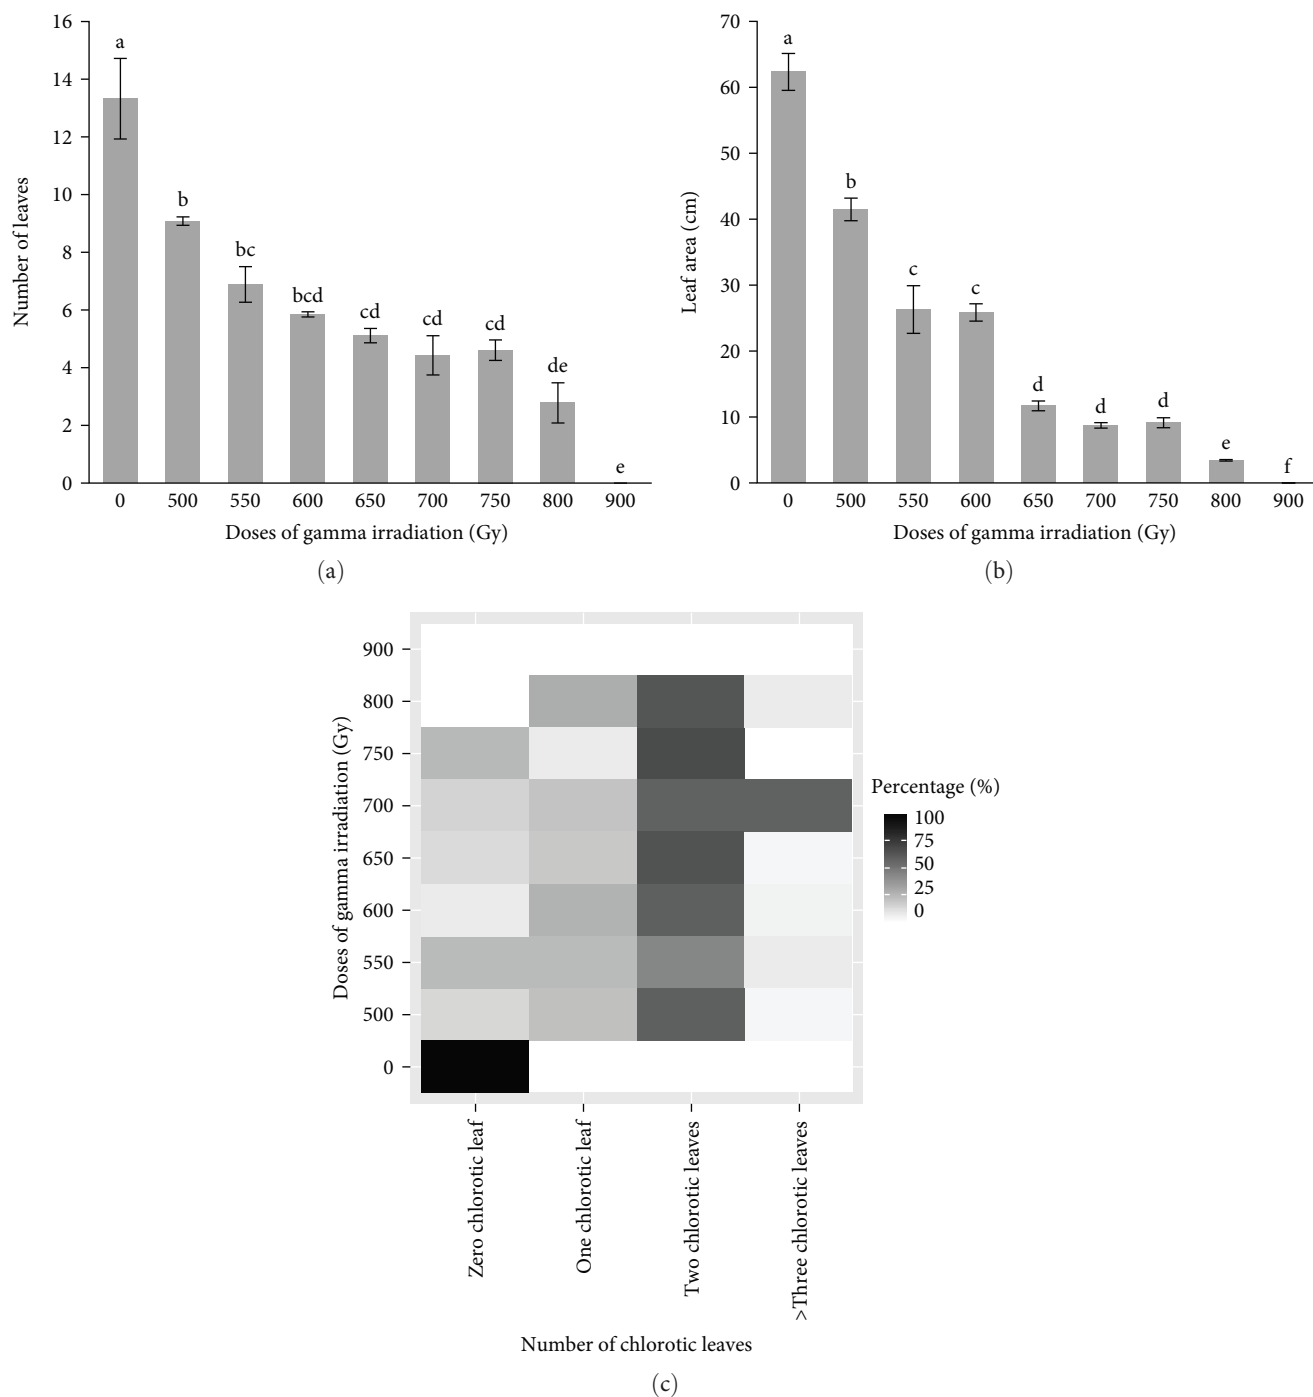 16
14
12
10
8
6
4
2
0
Number of leaves
a
b
bc
bcd
cd
cd
cd
de
e
0 500 550 600 650 700 750 800 900
Doses of gamma irradiation (Gy)
(a)
70
60
50
40
30
20
10
0
Leaf area (cm)
a
b
c
c
d
d
d
e
f
0 500 550 600 650 700 750 800 900
Doses of gamma irradiation (Gy)
(b)
900
800
750
700
650
600
550
500
0
Doses of gamma irradiation (Gy)
Zero chlorotic leaf
One chlorotic leaf
Two chlorotic leaves
>Three chlorotic leaves
Number of chlorotic leaves
Percentage (%)
100
75
50
25
0
(c)